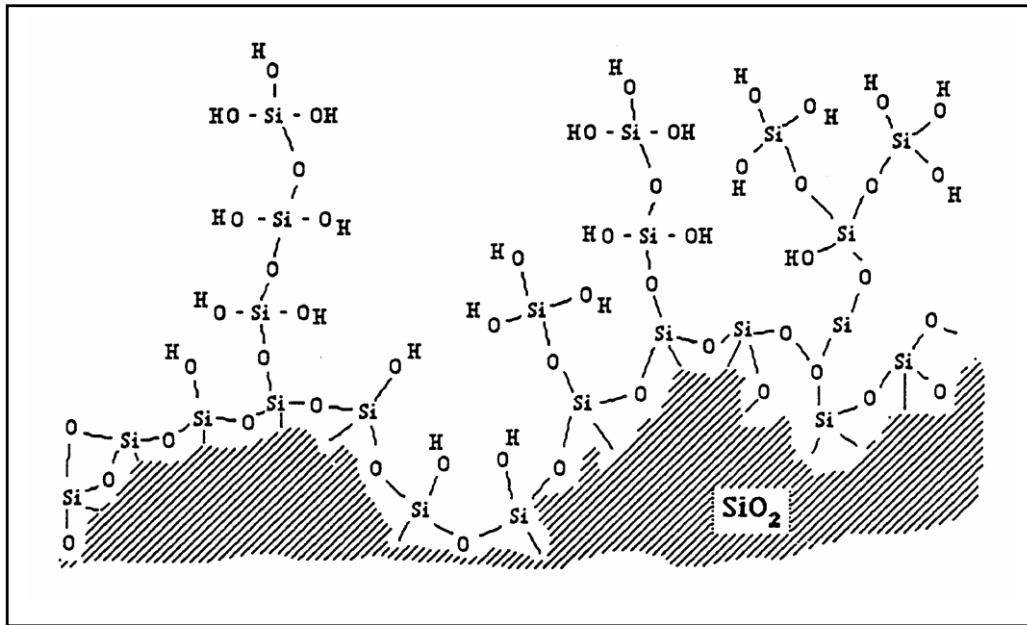 H
H
O
H
O H
O H
O O O
HO - Si - OH H
HO - Si - OH Si Si
O O O
O O O H H
HO - Si - OH
HO - Si - OH Si
H HO
O O O
O
H O H
H O - Si - OH H O Si
Si O
Si O Si O
H O H O Si
O O O
O O O O
Si O Si Si
Si O Si
O Si O
H H
O O O O
O
Si
Si Si SiO₂
O O